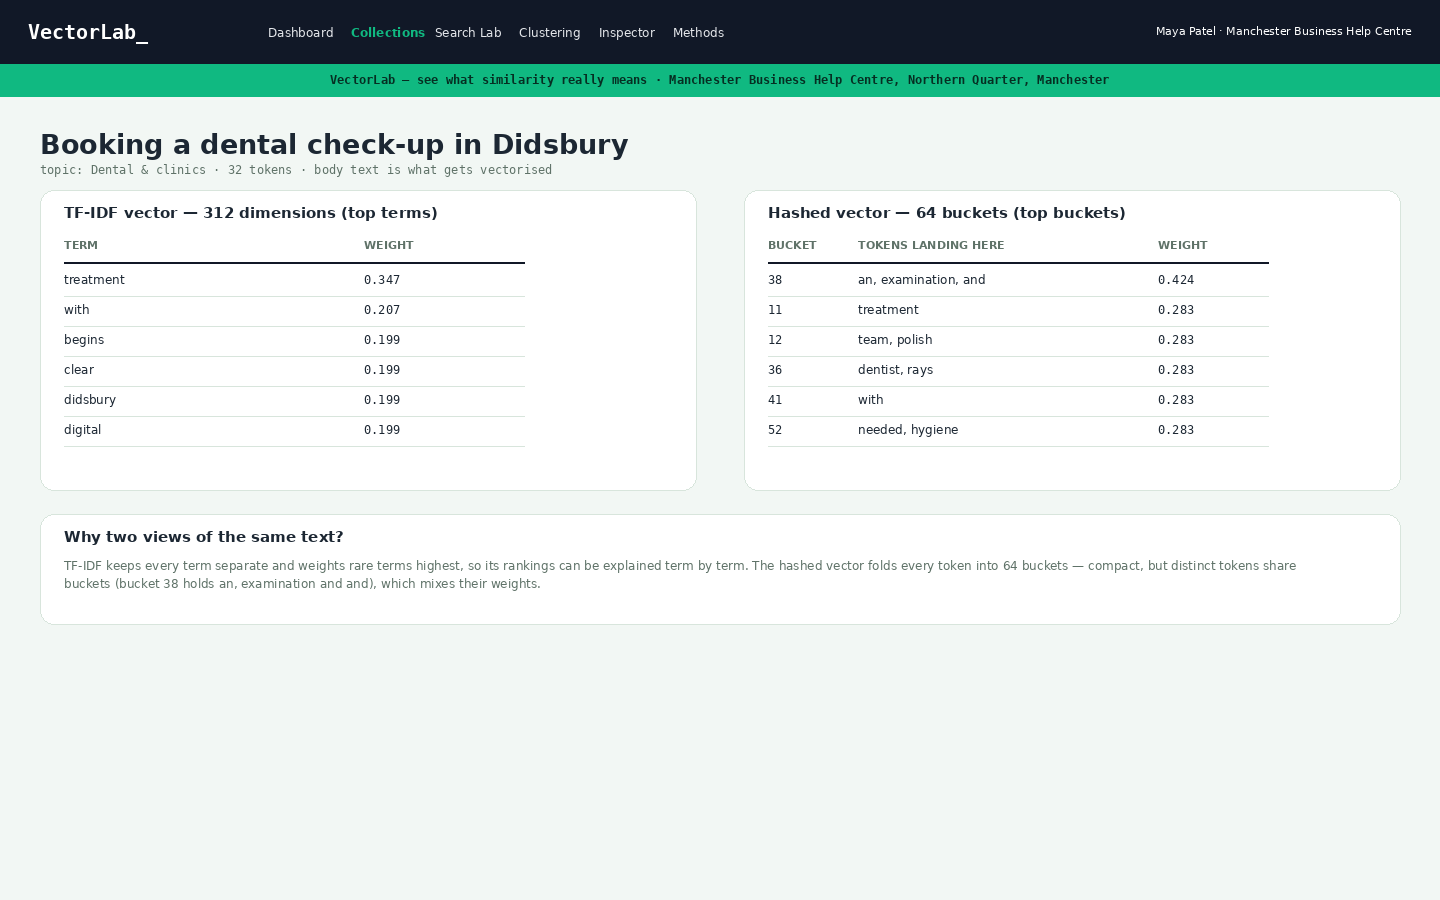 VectorLab_
Dashboard Collections Search Lab Clustering Inspector Methods
Maya Patel · Manchester Business Help Centre
VectorLab — see what similarity really means · Manchester Business Help Centre, Northern Quarter, Manchester
Booking a dental check-up in Didsbury
topic: Dental & clinics · 32 tokens · body text is what gets vectorised
TF-IDF vector — 312 dimensions (top terms)
TERM WEIGHT
treatment 0.347
with 0.207
begins 0.199
clear 0.199
didsbury 0.199
digital 0.199
Hashed vector — 64 buckets (top buckets)
BUCKET TOKENS LANDING HERE WEIGHT
38 an, examination, and 0.424
11 treatment 0.283
12 team, polish 0.283
36 dentist, rays 0.283
41 with 0.283
52 needed, hygiene 0.283
Why two views of the same text?
TF-IDF keeps every term separate and weights rare terms highest, so its rankings can be explained term by term. The hashed vector folds every token into 64 buckets — compact, but distinct tokens share
buckets (bucket 38 holds an, examination and and), which mixes their weights.